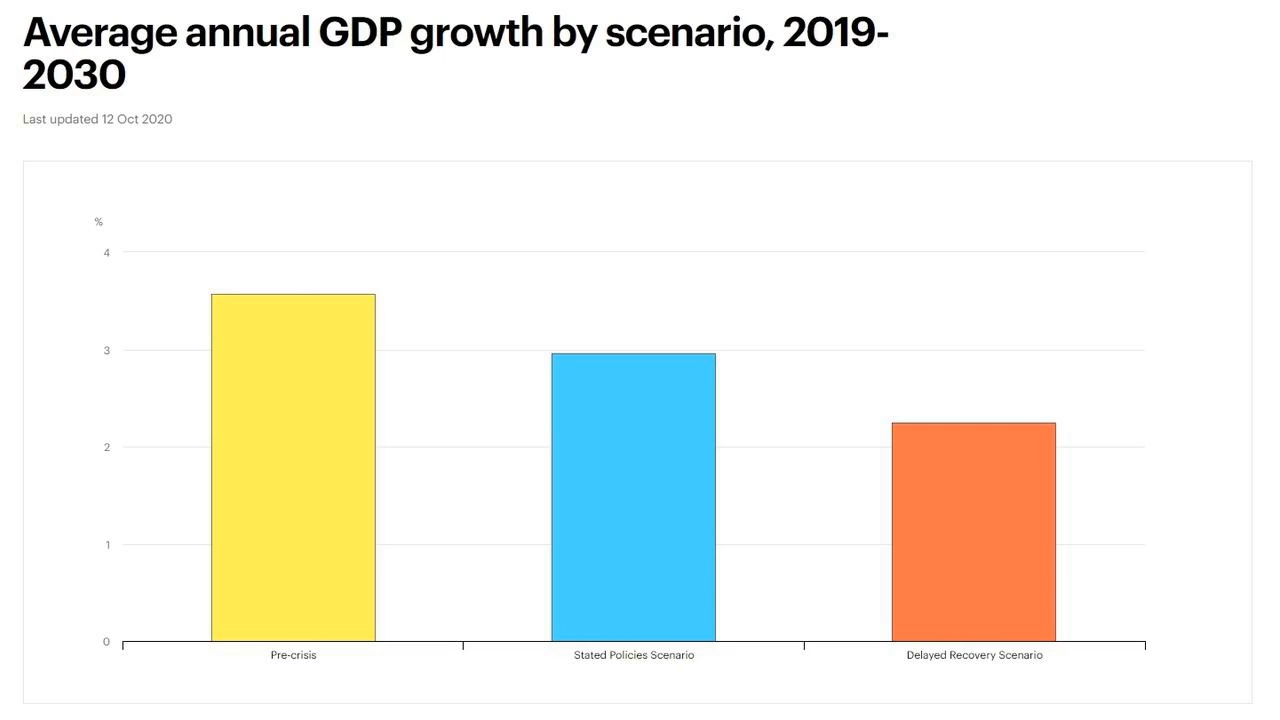 Average annual GDP growth by scenario, 2019-
2030
Last updated 12 Oct 2020
%
4
3
2
1
0
Pre-crisis
Stated Policies Scenario
Delayed Recovery Scenario